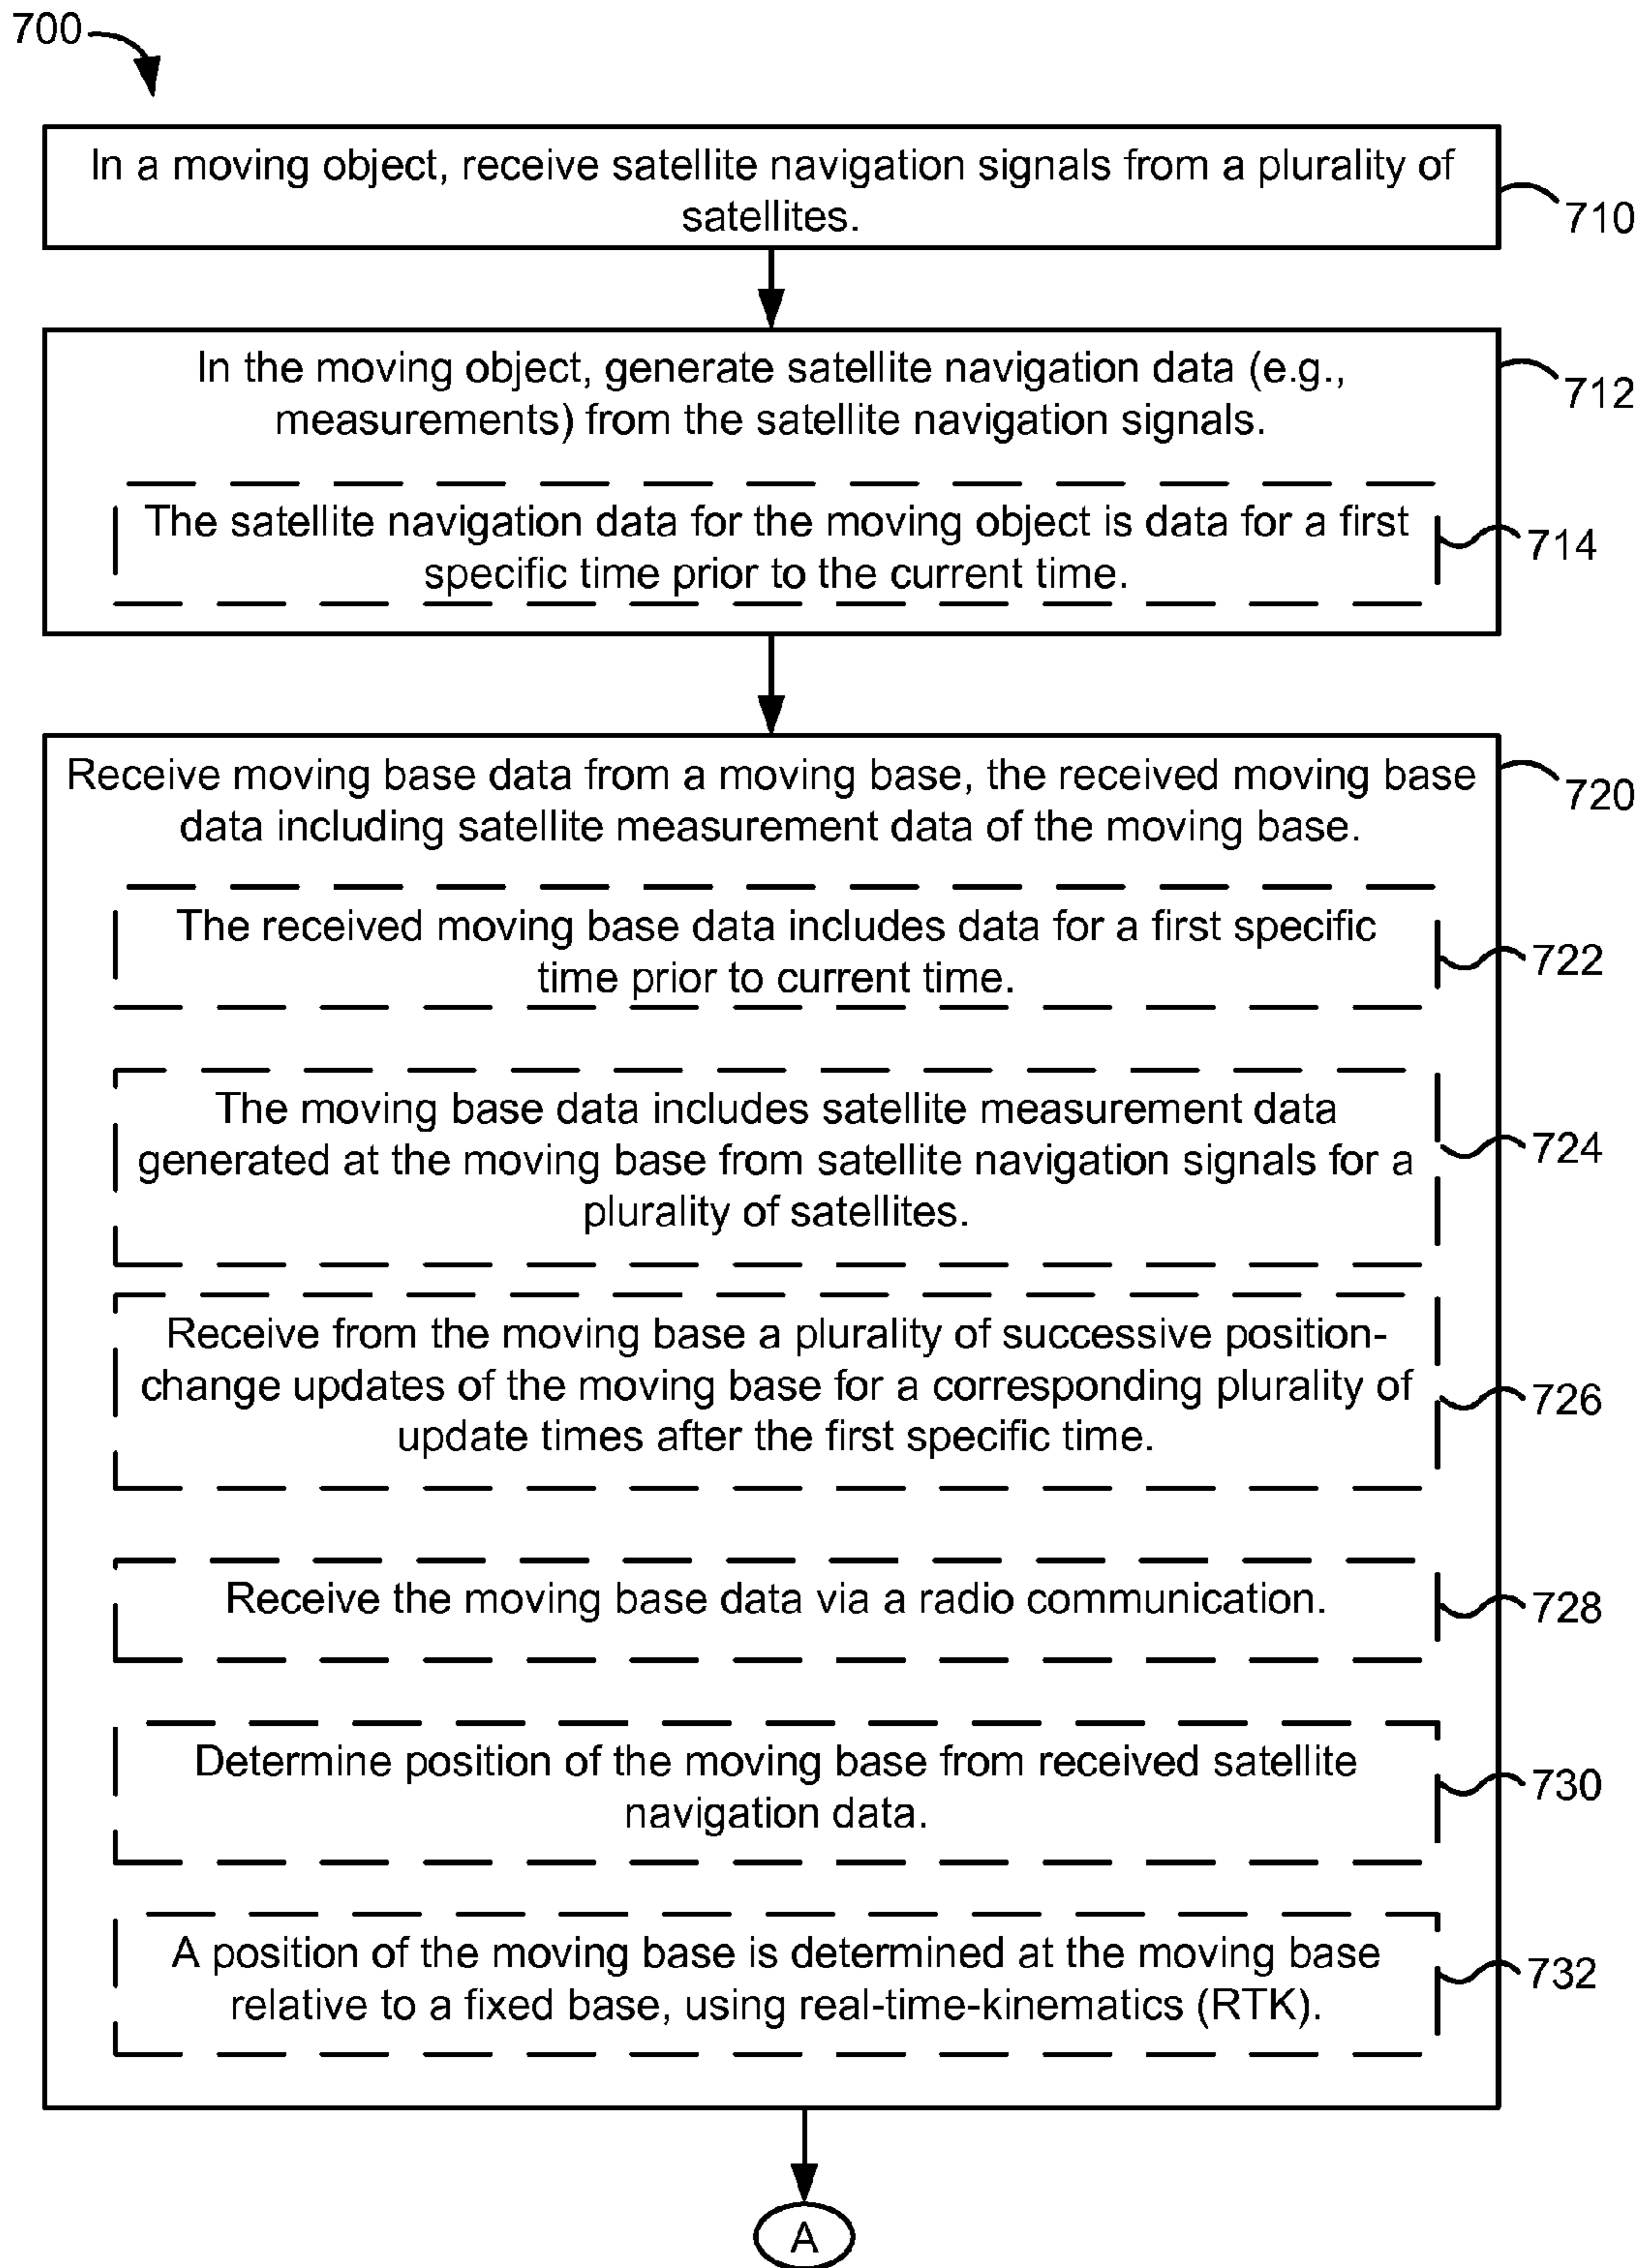 700
In a moving object, receive satellite navigation signals from a plurality of
satellites.
710
In the moving object, generate satellite navigation data (e.g.,
measurements) from the satellite navigation signals.
712
The satellite navigation data for the moving object is data for a first
specific time prior to the current time.
714
Receive moving base data from a moving base, the received moving base
data including satellite measurement data of the moving base.
720
The received moving base data includes data for a first specific
time prior to current time.
722
The moving base data includes satellite measurement data
generated at the moving base from satellite navigation signals for a
plurality of satellites.
724
Receive from the moving base a plurality of successive position-
change updates of the moving base for a corresponding plurality of
update times after the first specific time.
726
Receive the moving base data via a radio communication.
728
Determine position of the moving base from received satellite
navigation data.
730
A position of the moving base is determined at the moving base
relative to a fixed base, using real-time-kinematics (RTK).
732
A